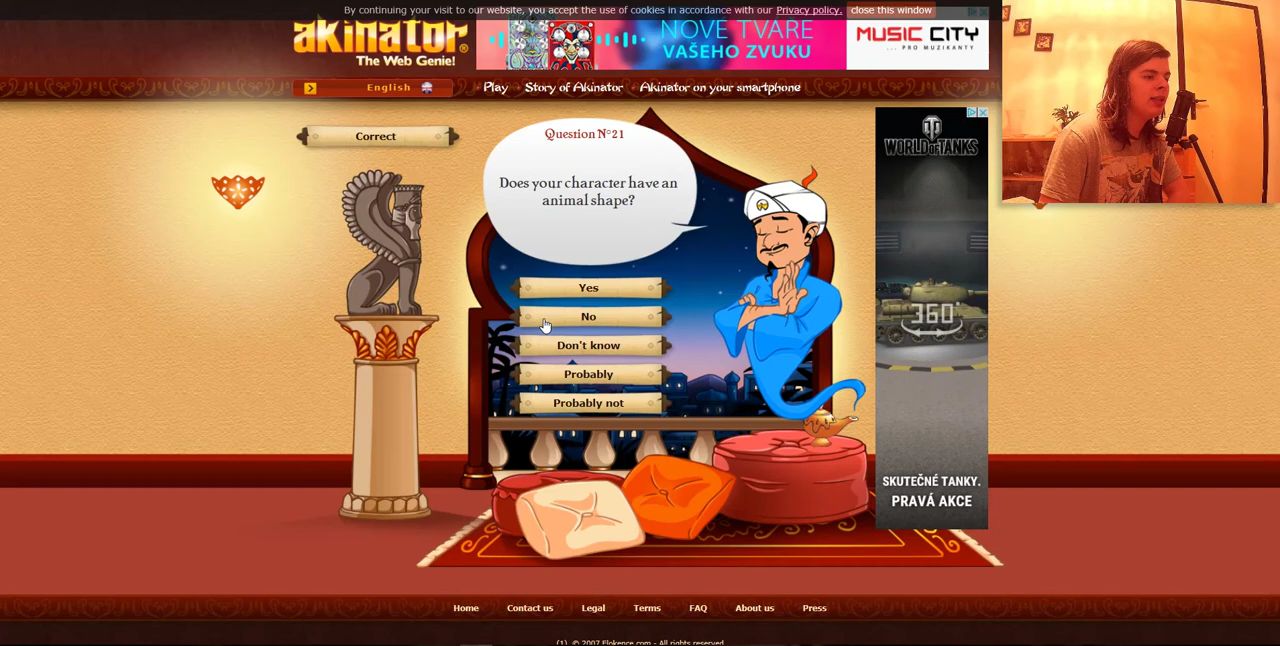 By continuing your visit to our website, you accept the use of cookies in accordance with our Privacy policy. close this window
akinator®
The Web Genie!
NOVÉ TVÁRE
VAŠEHO ZVUKU
MUSIC CITY
... PRO MUZIKANTY
English
Play
Story of Akinator
Akinator on your smartphone
Correct
Question N°21
Does your character have an
animal shape?
Yes
No
Don't know
Probably
Probably not
WORLD OF TANKS
360°
SKUTEČNÉ TANKY.
PRAVÁ AKCE
Home
Contact us
Legal
Terms
FAQ
About us
Press
(1) © 2007 Elokence.com - All rights reserved